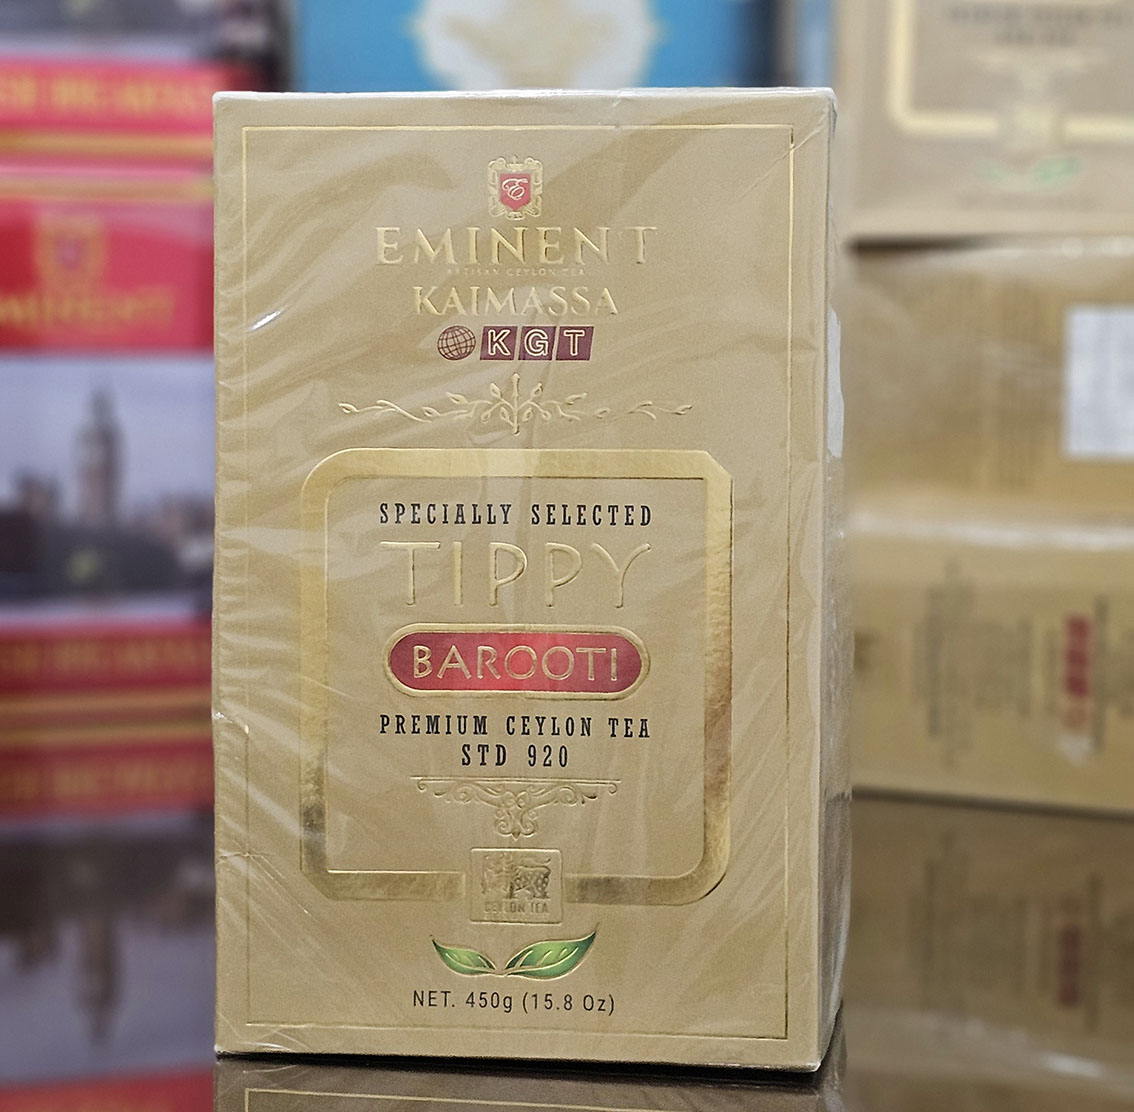 E
EMINENT
ARTISAN CEYLON TEA
KAIMASSA
KGT
SPECIALLY SELECTED
TIPPY
BAROOTI
PREMIUM CEYLON TEA
STD 920
CEYLON TEA
NET. 450g (15.8 Oz)
EMINENT